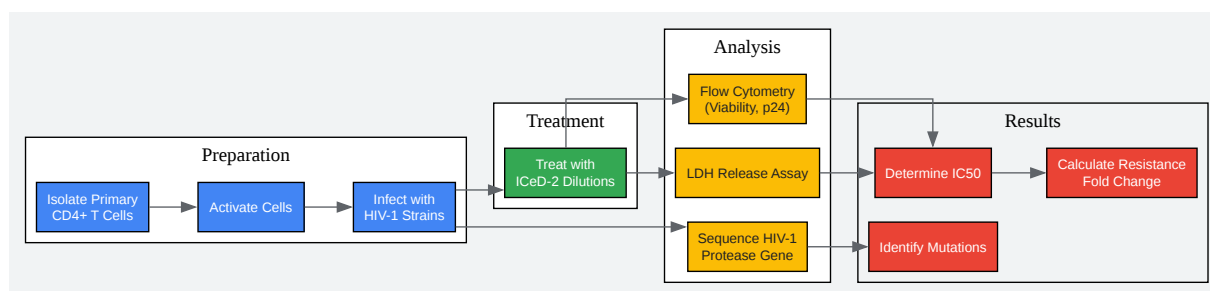 Preparation
Isolate Primary
CD4+ T Cells
Activate Cells
Infect with
HIV-1 Strains
Treatment
Treat with
ICeD-2 Dilutions
Analysis
Flow Cytometry
(Viability, p24)
LDH Release Assay
Sequence HIV-1
Protease Gene
Results
Determine IC50
Calculate Resistance
Fold Change
Identify Mutations